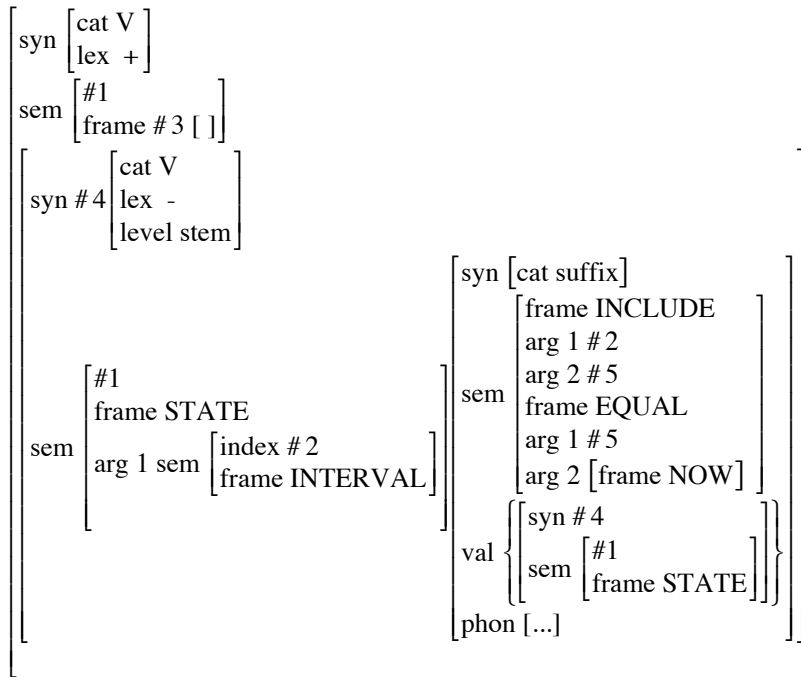 syn [cat V
lex +]
sem [#1
frame # 3 [ ]]
syn # 4 [cat V
lex -
level stem]
sem [#1
frame STATE
arg 1 sem [index # 2
frame INTERVAL]]
syn [cat suffix]
sem [frame INCLUDE
arg 1 # 2
arg 2 # 5
frame EQUAL
arg 1 # 5
arg 2 [frame NOW]]
val {[syn # 4
sem [#1
frame STATE]]}
phon [...]